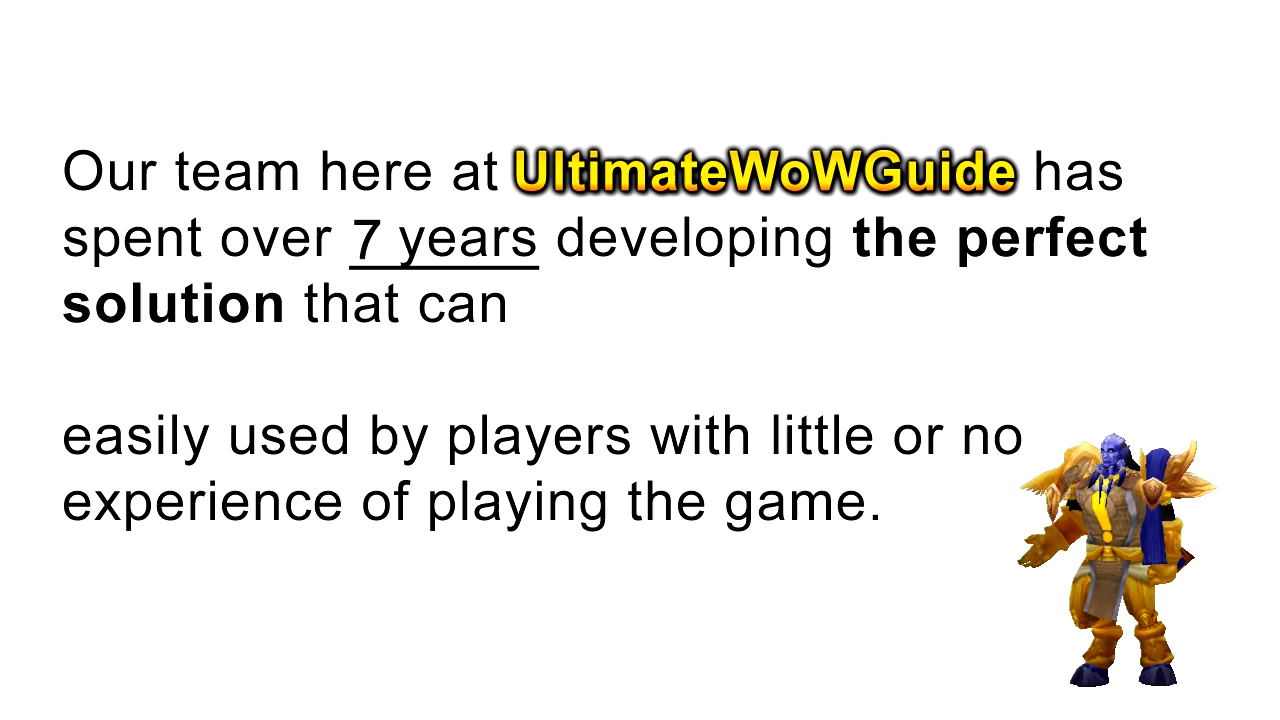 Our team here at UltimateWoWGuide has
spent over 7 years developing the perfect
solution that can
easily used by players with little or no
experience of playing the game.